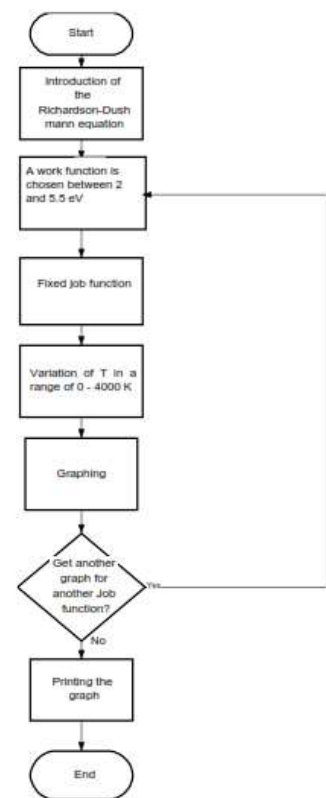 Start
Introduction of
the
Richardson-Dush
mann equation
A work function is
chosen between 2
and 5.5 eV
Fixed job function
Variation of T in a
range of 0 - 4000 K
Graphing
Get another
graph for
another Job
function?
Yes
No
Printing the
graph
End